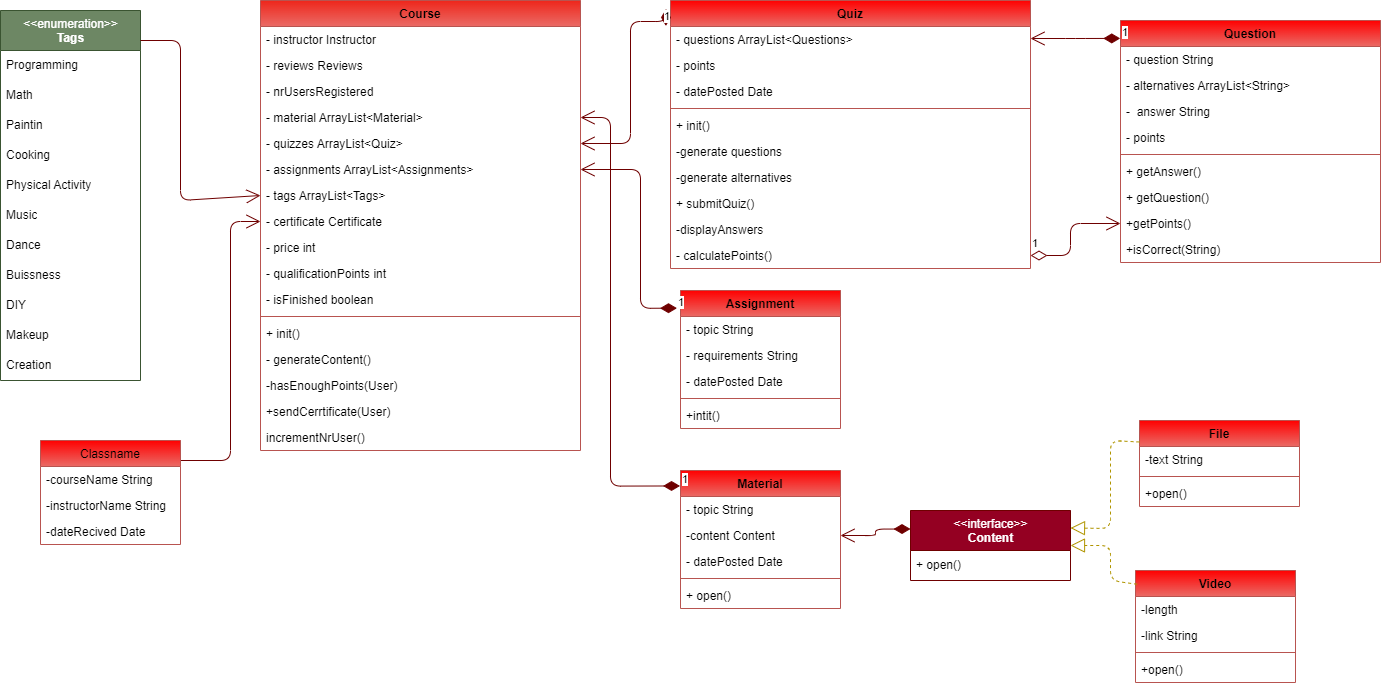 <<enumeration>>
Tags
Programming
Math
Paintin
Cooking
Physical Activity
Music
Dance
Buissness
DIY
Makeup
Creation
Course
- instructor Instructor
- reviews Reviews
- nrUsersRegistered
- material ArrayList<Material>
- quizzes ArrayList<Quiz>
- assignments ArrayList<Assignments>
- tags ArrayList<Tags>
- certificate Certificate
- price int
- qualificationPoints int
- isFinished boolean
+ init()
- generateContent()
-hasEnoughPoints(User)
+sendCerrtificate(User)
incrementNrUser()
Classname
-courseName String
-instructorName String
-dateRecived Date
1
Quiz
- questions ArrayList<Questions>
- points
- datePosted Date
+ init()
-generate questions
-generate alternatives
+ submitQuiz()
-displayAnswers
- calculatePoints()
1
1
Question
- question String
- alternatives ArrayList<String>
-  answer String
- points
+ getAnswer()
+ getQuestion()
+getPoints()
+isCorrect(String)
1
Assignment
- topic String
- requirements String
- datePosted Date
+intit()
1
Material
- topic String
-content Content
- datePosted Date
+ open()
<<interface>>
Content
+ open()
File
-text String
+open()
Video
-length
-link String
+open()